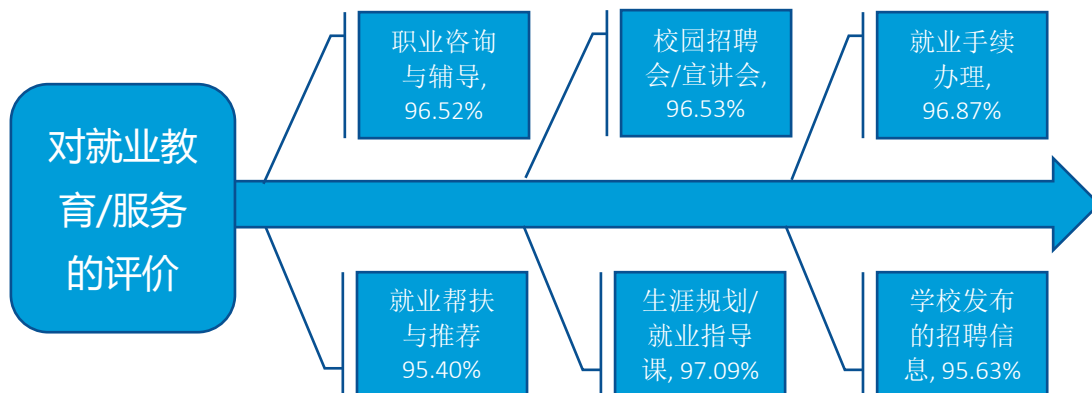 对就业教
育/服务
的评价
职业咨询
与辅导,
96.52%
校园招聘
会/宣讲会,
96.53%
就业手续
办理,
96.87%
就业帮扶
与推荐
95.40%
生涯规划/
就业指导
课, 97.09%
学校发布
的招聘信
息, 95.63%